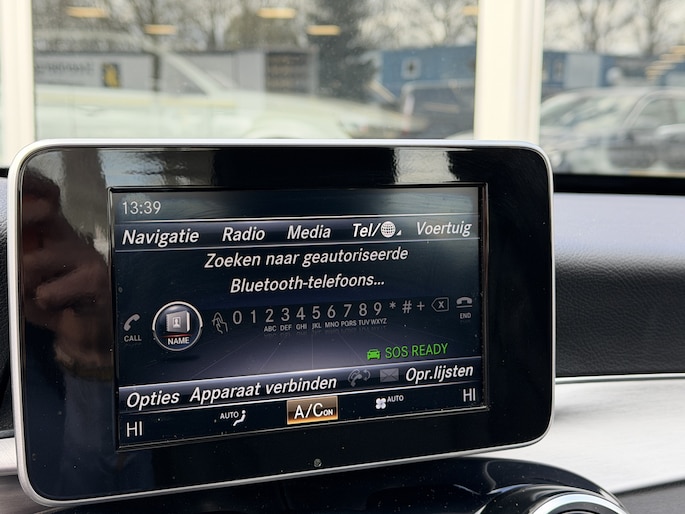 13:39
Navigatie Radio Media Tel/ Voertuig
Zoeken naar geautoriseerde
Bluetooth-telefoons...
0 1 2 3 4 5 6 7 8 9 * # +
ABC DEF GHI JKL MNO PQRS TUV WXYZ
CALL NAME END
SOS READY
Opties Apparaat verbinden Opr.lijsten
HI AUTO A/C ON AUTO HI